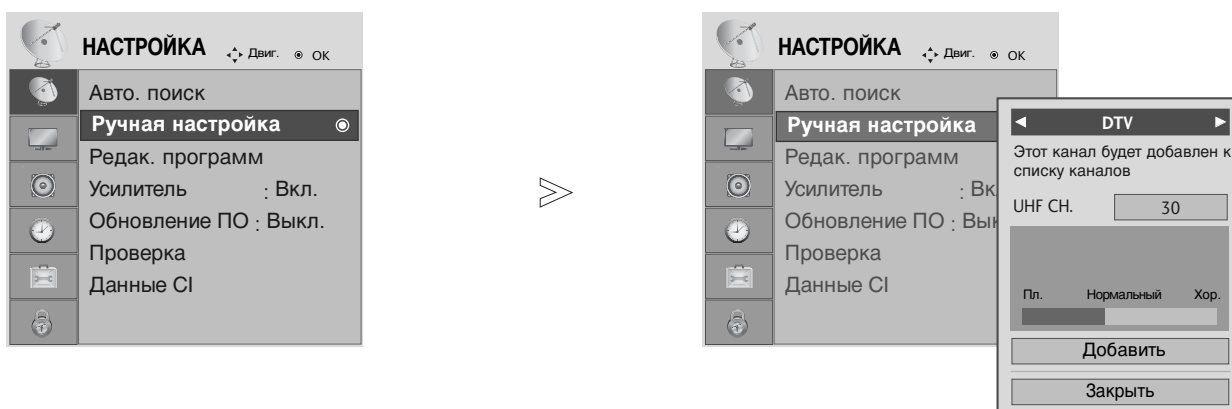 НАСТРОЙКА Двиг. ОК
Авто. поиск
Ручная настройка
Редак. программ
Усилитель : Вкл.
Обновление ПО : Выкл.
Проверка
Данные CI
НАСТРОЙКА Двиг. ОК
Авто. поиск
Ручная настройка
Редак. программ
Усилитель : Вк
Обновление ПО : Вык
Проверка
Данные CI
DTV
Этот канал будет добавлен к
списку каналов
UHF CH. 30
Пл. Нормальный Хор.
Добавить
Закрыть